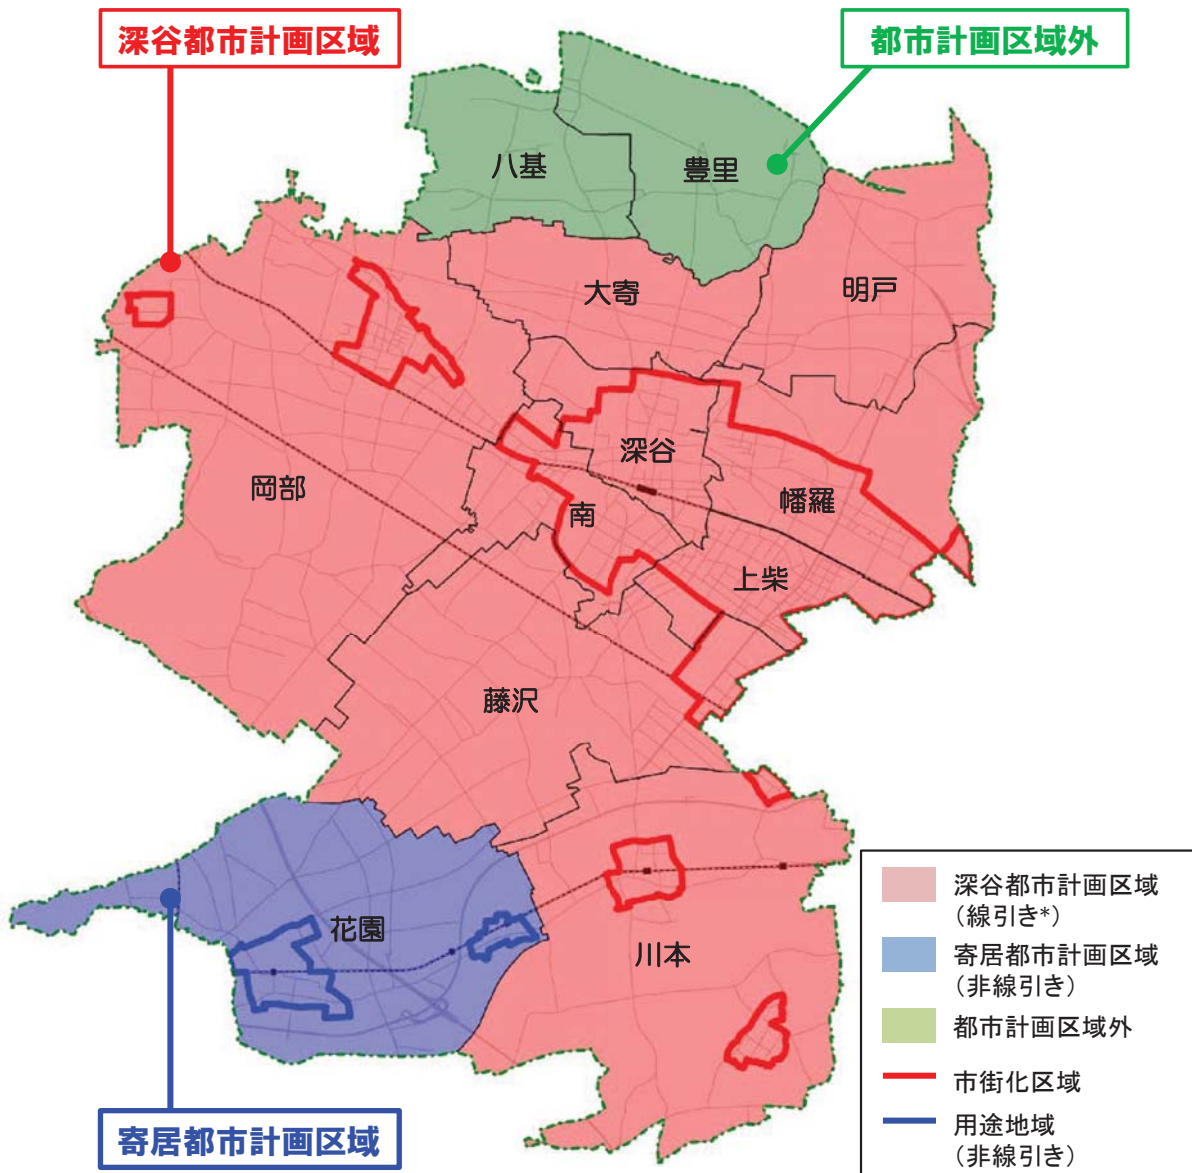 深谷都市計画区域
都市計画区域外
八基
豊里
大寄
明戸
深谷
岡部
南
幡羅
上柴
藤沢
花園
川本
寄居都市計画区域
深谷都市計画区域
(線引き*)
寄居都市計画区域
(非線引き)
都市計画区域外
市街化区域
用途地域
(非線引き)